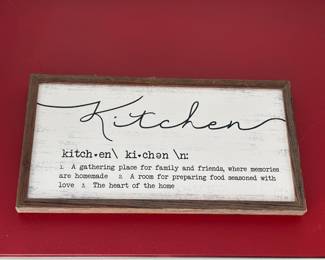 Kitchen
kitch•en\ ki•chən \n:
1. A gathering place for family and friends, where memories
are homemade 2. A room for preparing food seasoned with
love 3. The heart of the home